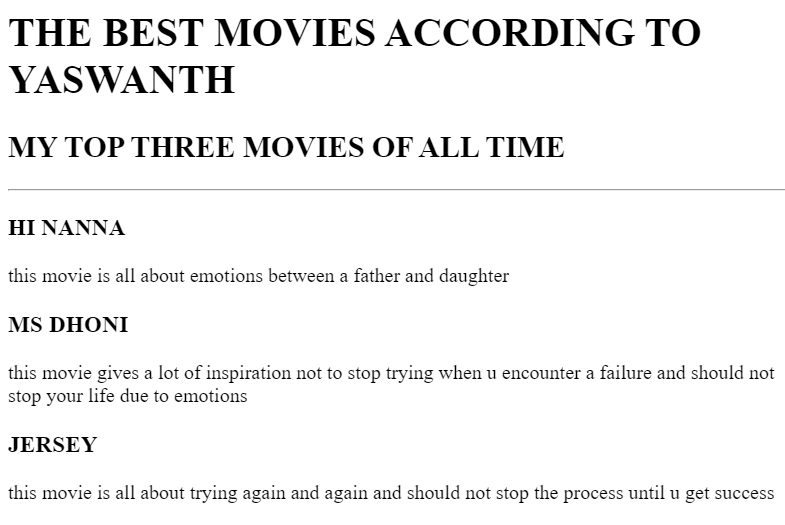 THE BEST MOVIES ACCORDING TO
YASWANTH
MY TOP THREE MOVIES OF ALL TIME
HI NANNA
this movie is all about emotions between a father and daughter
MS DHONI
this movie gives a lot of inspiration not to stop trying when u encounter a failure and should not
stop your life due to emotions
JERSEY
this movie is all about trying again and again and should not stop the process until u get success